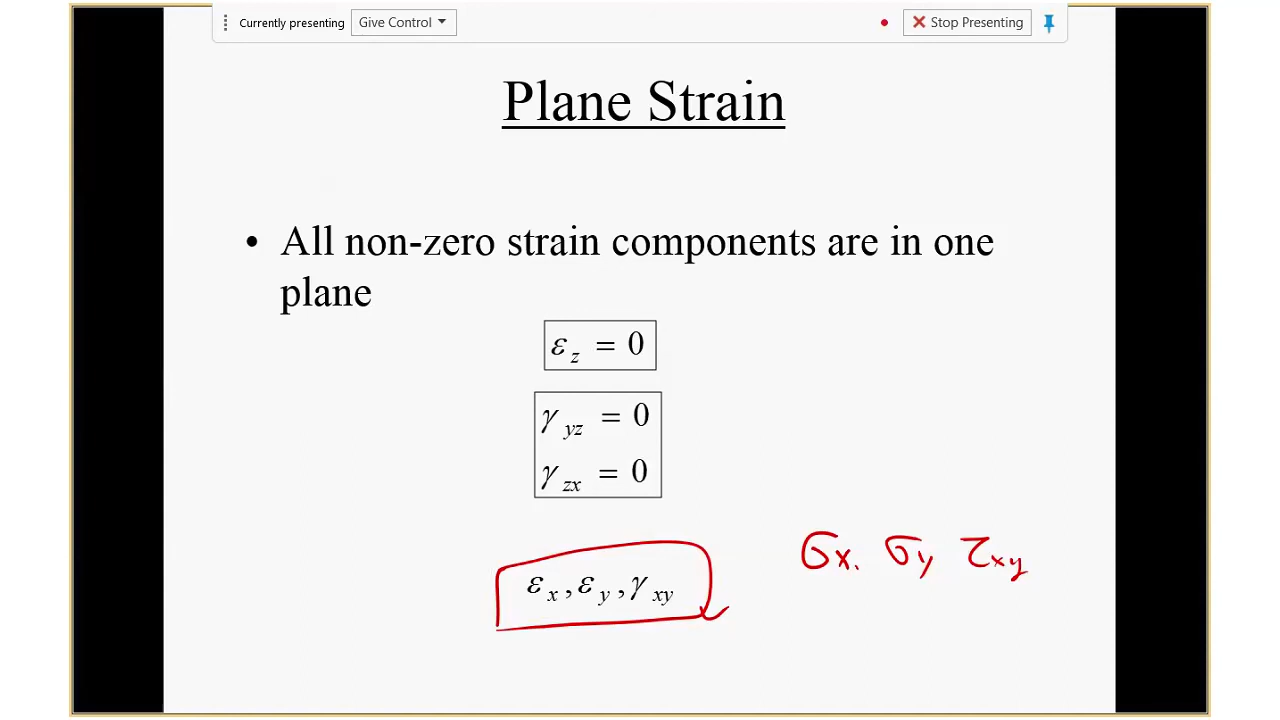 Currently presenting Give Control Stop Presenting
Plane Strain
• All non-zero strain components are in one
plane
ε_z = 0
γ_yz = 0
γ_zx = 0
σx. σy τxy
ε_x , ε_y , γ_xy